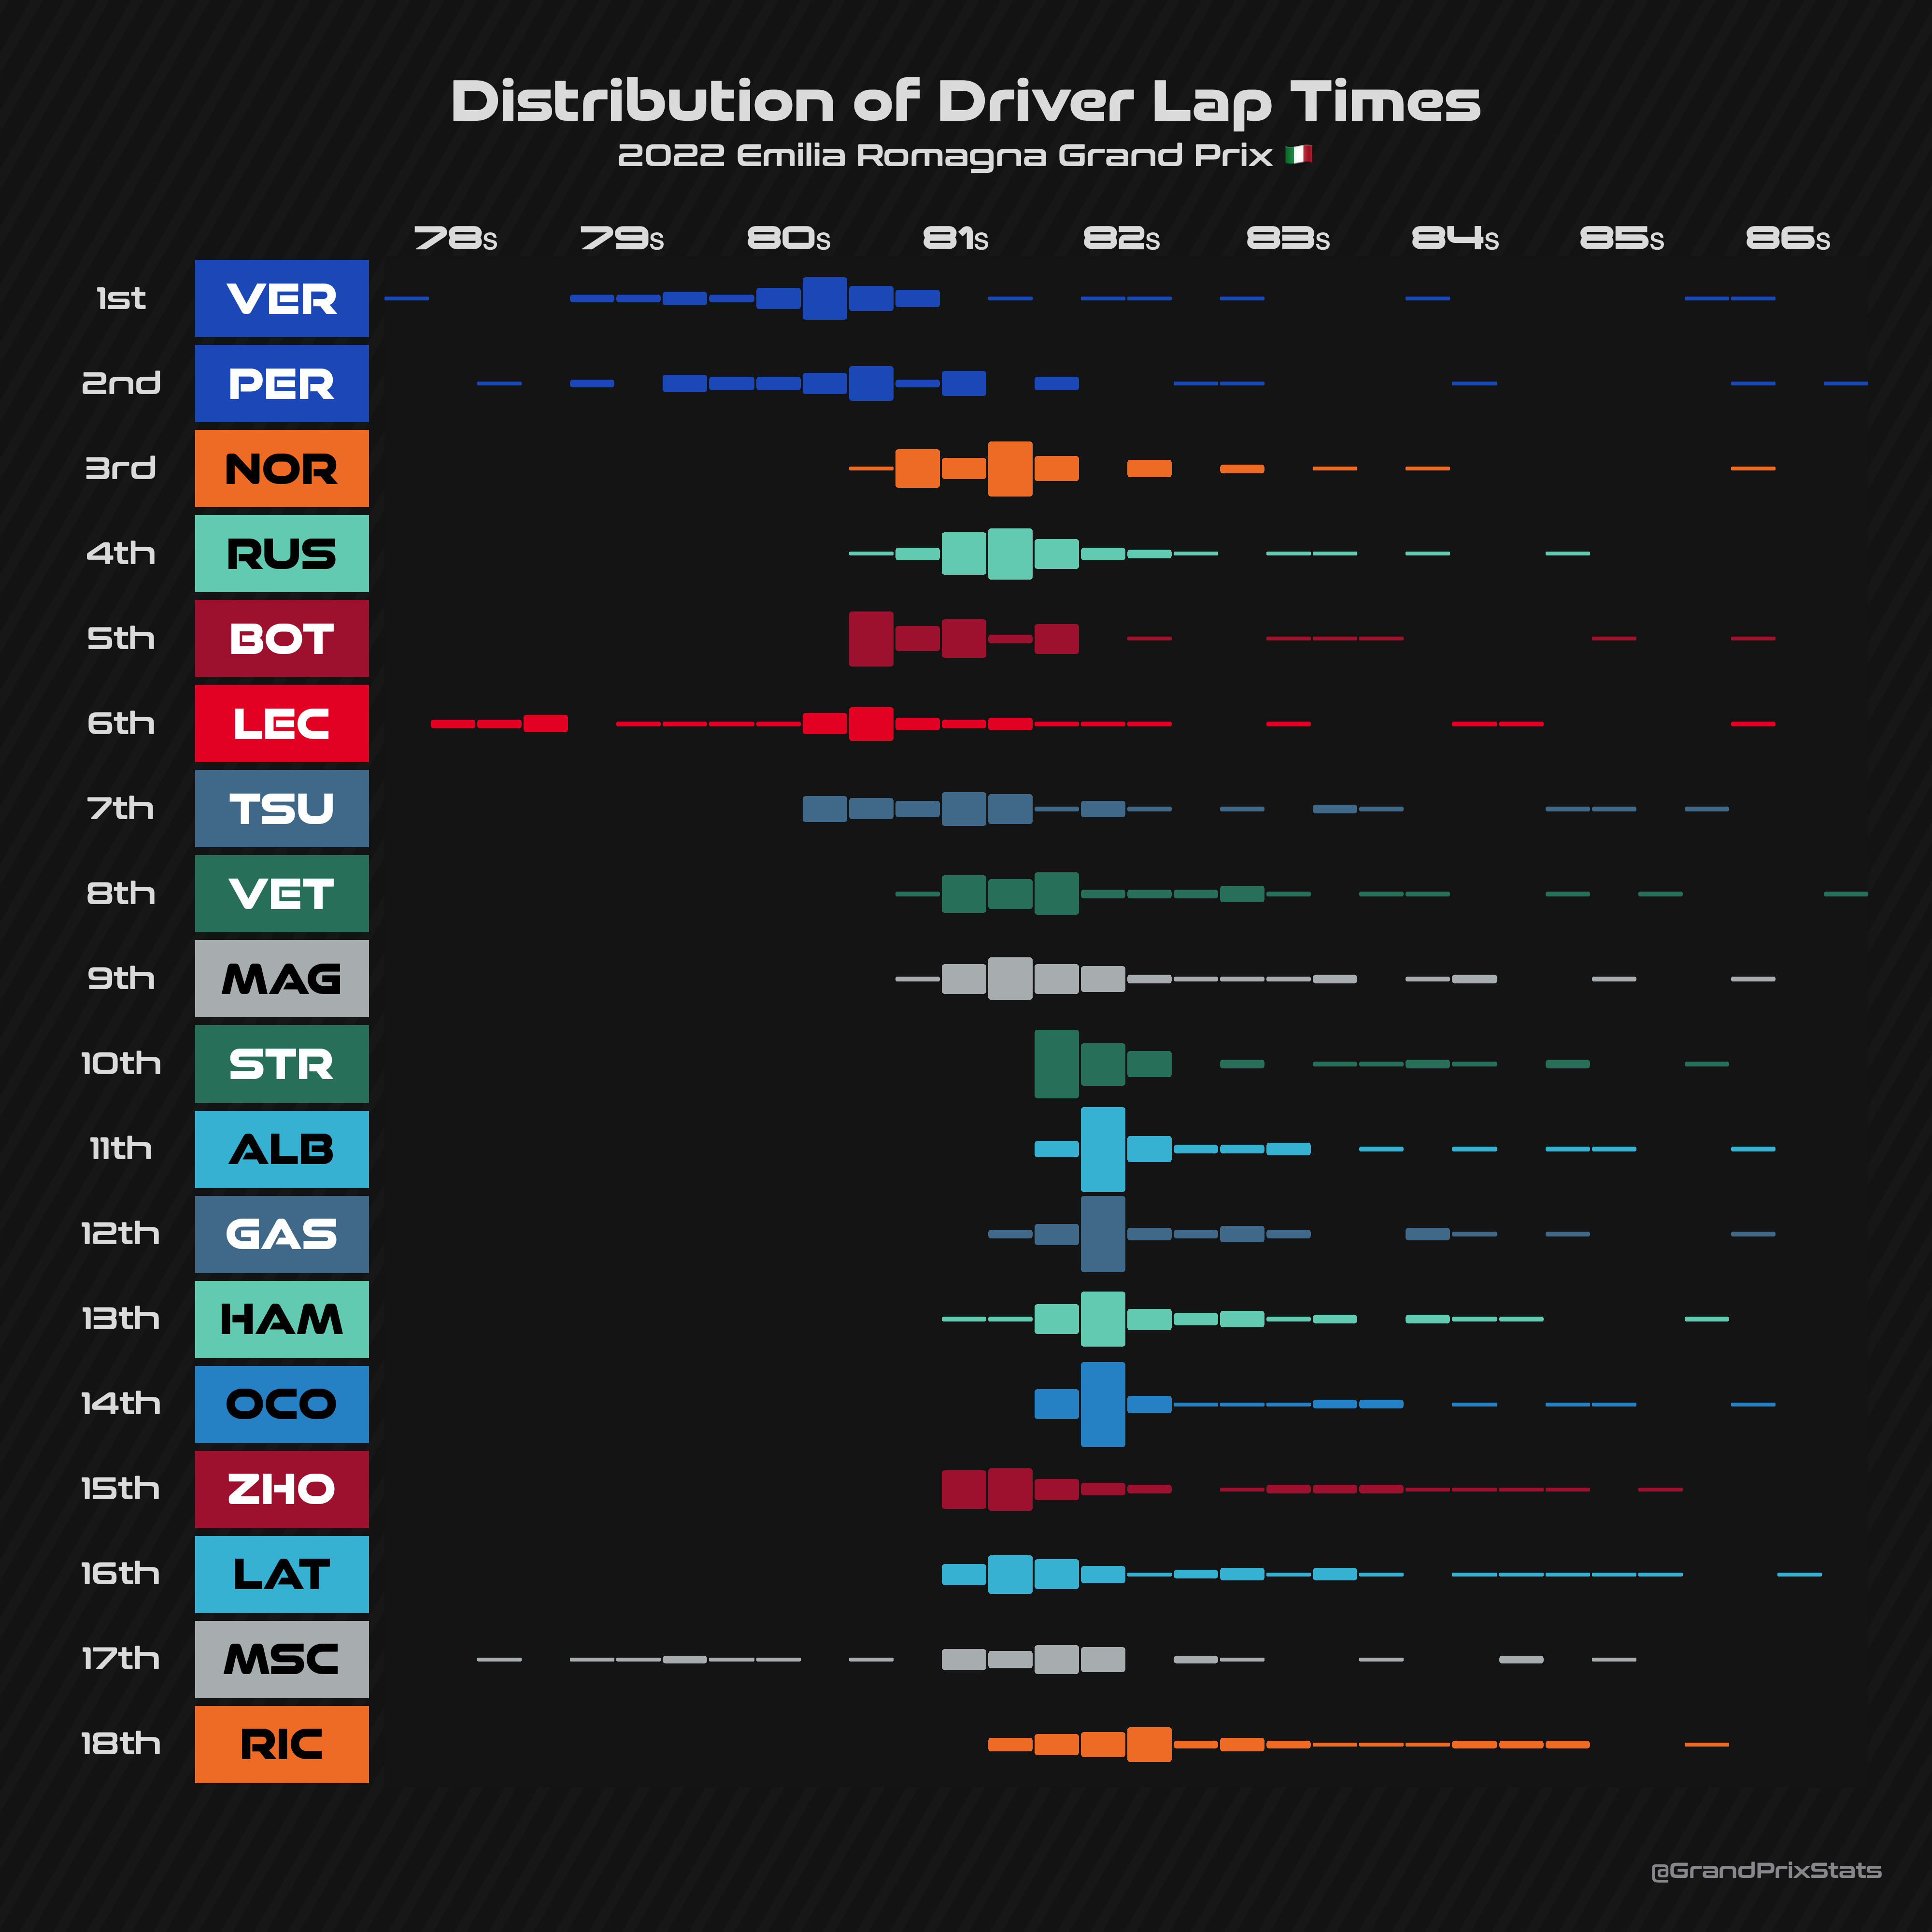 Distribution of Driver Lap Times
2022 Emilia Romagna Grand Prix 🇮🇹
78s 79s 80s 81s 82s 83s 84s 85s 86s
1st VER
2nd PER
3rd NOR
4th RUS
5th BOT
6th LEC
7th TSU
8th VET
9th MAG
10th STR
11th ALB
12th GAS
13th HAM
14th OCO
15th ZHO
16th LAT
17th MSC
18th RIC
@GrandPrixStats